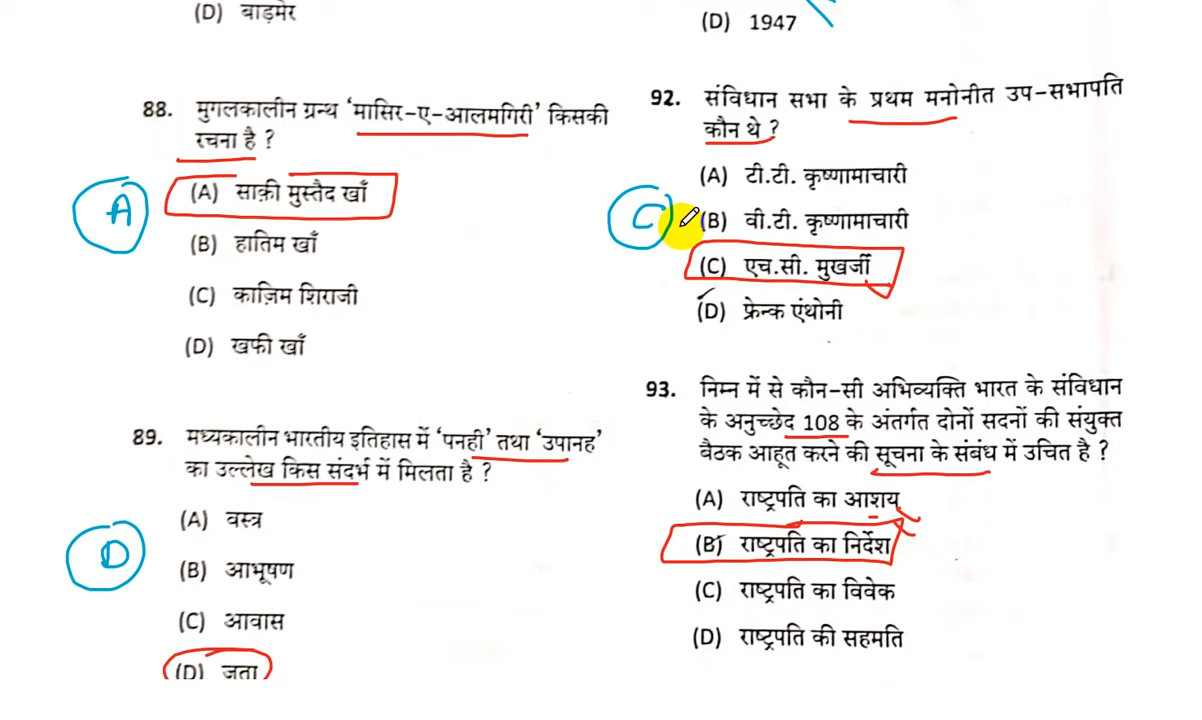 (D) बाड़मेर
88. मुगलकालीन ग्रन्थ ‘मासिर-ए-आलमगिरी’ किसकी
रचना है ?
(A) साक़ी मुस्तैद खाँ
A
(B) हातिम खाँ
(C) काज़िम शिराजी
(D) खफी खाँ
89. मध्यकालीन भारतीय इतिहास में ‘पनही’ तथा ‘उपानह’
का उल्लेख किस संदर्भ में मिलता है ?
(A) वस्त्र
D
(B) आभूषण
(C) आवास
(D) जूता
(D) 1947
92. संविधान सभा के प्रथम मनोनीत उप-सभापति
कौन थे ?
(A) टी.टी. कृष्णामाचारी
C
(B) वी.टी. कृष्णामाचारी
(C) एच.सी. मुखर्जी
(D) फ्रेन्क एंथोनी
93. निम्न में से कौन-सी अभिव्यक्ति भारत के संविधान
के अनुच्छेद 108 के अंतर्गत दोनों सदनों की संयुक्त
बैठक आहूत करने की सूचना के संबंध में उचित है ?
(A) राष्ट्रपति का आशय
(B) राष्ट्रपति का निर्देश
(C) राष्ट्रपति का विवेक
(D) राष्ट्रपति की सहमति